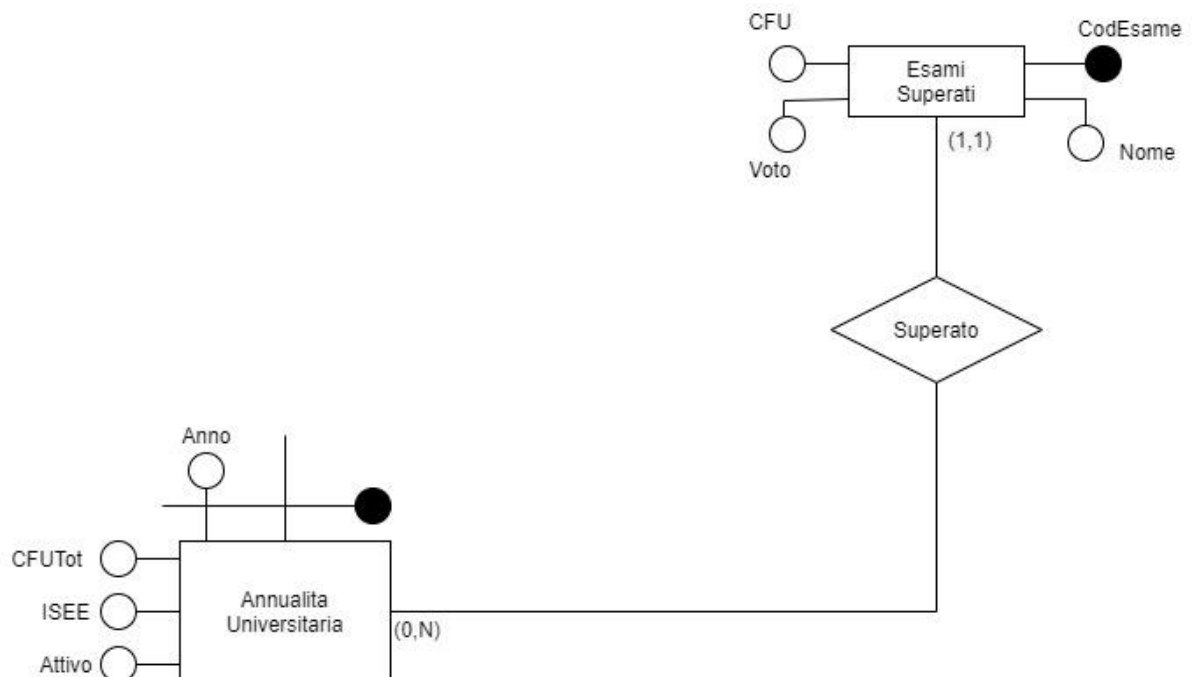 CFU
CodEsame
Esami
Superati
(1,1)
Voto
Nome
Superato
Anno
CFUTot
ISEE
Attivo
Annualita
Universitaria
(0,N)